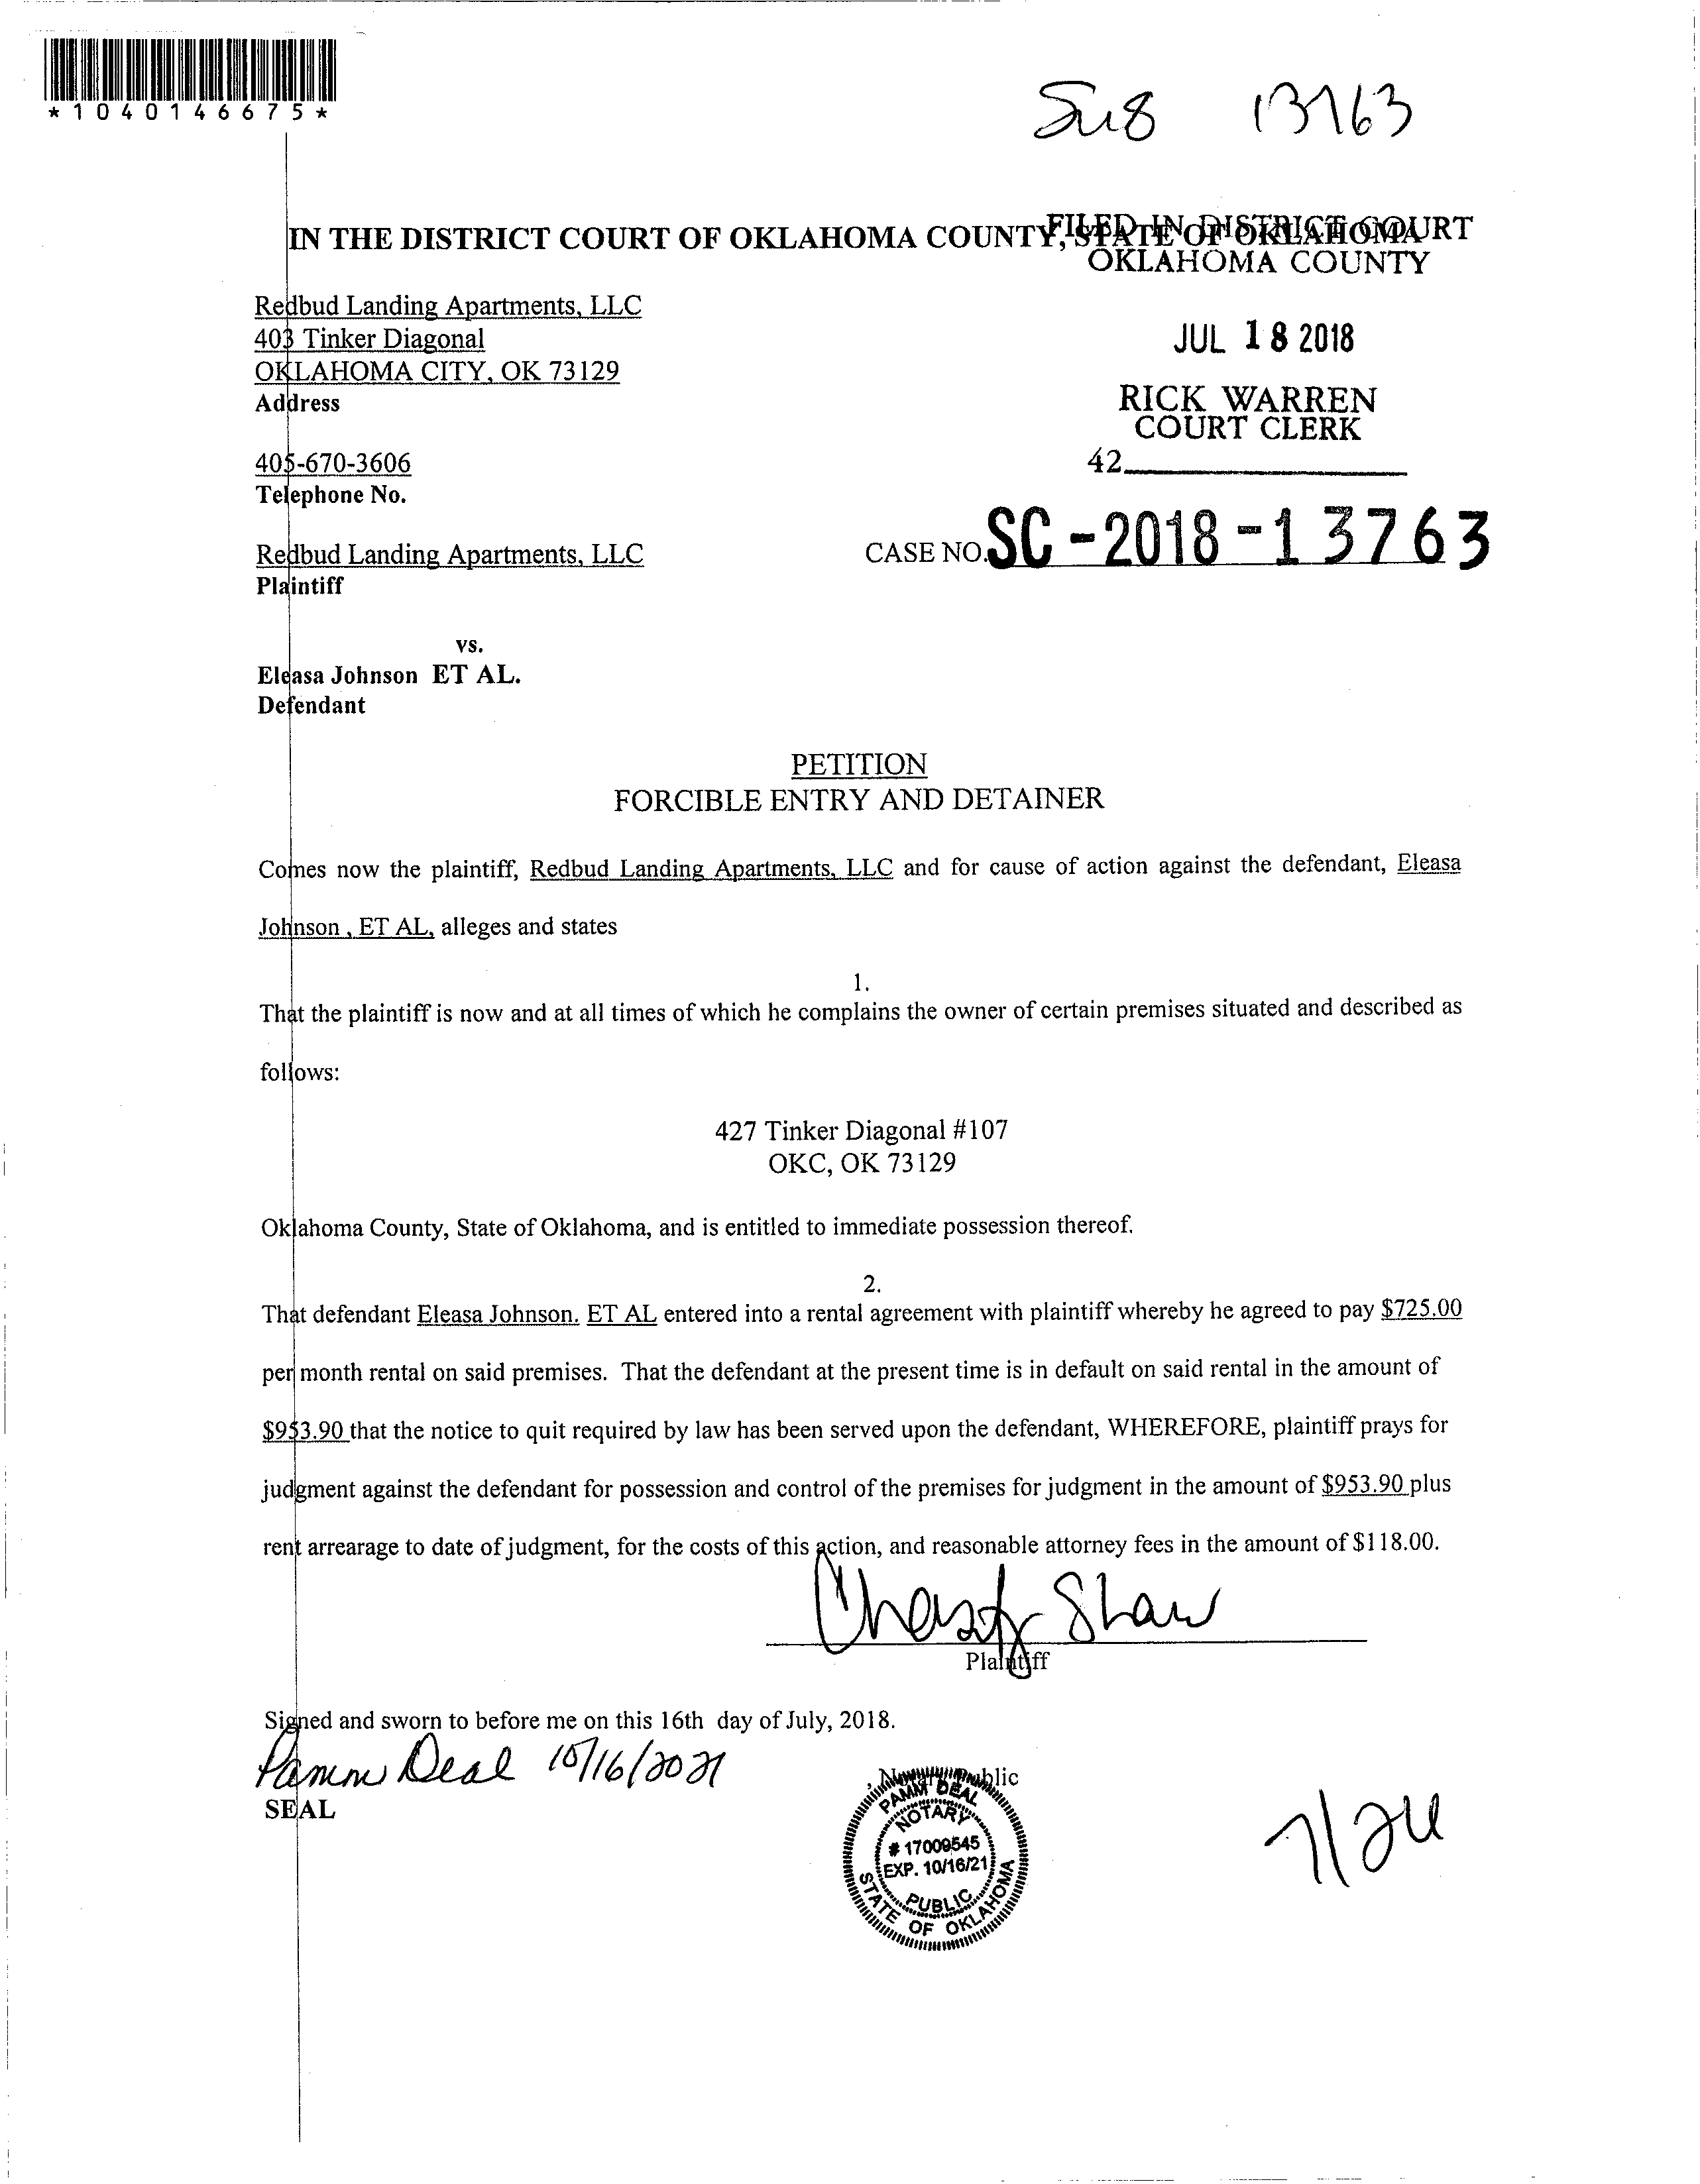 *1040146675*
13763
IN THE DISTRICT COURT OF OKLAHOMA COUNTY, STATE OF OKLAHOMA
FILED IN DISTRICT COURT
OKLAHOMA COUNTY
Redbud Landing Apartments, LLC
403 Tinker Diagonal
OKLAHOMA CITY, OK 73129
Address
JUL 18 2018
RICK WARREN
COURT CLERK
42
405-670-3606
Telephone No.
Redbud Landing Apartments, LLC
Plaintiff
CASE NO. SC-2018-13763
vs.
Eleasa Johnson ET AL.
Defendant
PETITION
FORCIBLE ENTRY AND DETAINER
Comes now the plaintiff, Redbud Landing Apartments, LLC and for cause of action against the defendant, Eleasa
Johnson , ET AL, alleges and states
1.
That the plaintiff is now and at all times of which he complains the owner of certain premises situated and described as
follows:
427 Tinker Diagonal #107
OKC, OK 73129
Oklahoma County, State of Oklahoma, and is entitled to immediate possession thereof.
2.
That defendant Eleasa Johnson. ET AL entered into a rental agreement with plaintiff whereby he agreed to pay $725.00
per month rental on said premises. That the defendant at the present time is in default on said rental in the amount of
$953.90 that the notice to quit required by law has been served upon the defendant, WHEREFORE, plaintiff prays for
judgment against the defendant for possession and control of the premises for judgment in the amount of $953.90 plus
rent arrearage to date of judgment, for the costs of this action, and reasonable attorney fees in the amount of $118.00.
Chasity Shaw
Plaintiff
Signed and sworn to before me on this 16th day of July, 2018.
Pamm Deal 10/16/2021
, Notary Public
SEAL
PAMM DEAL
NOTARY
# 17009545
EXP. 10/16/21
PUBLIC
STATE OF OKLAHOMA